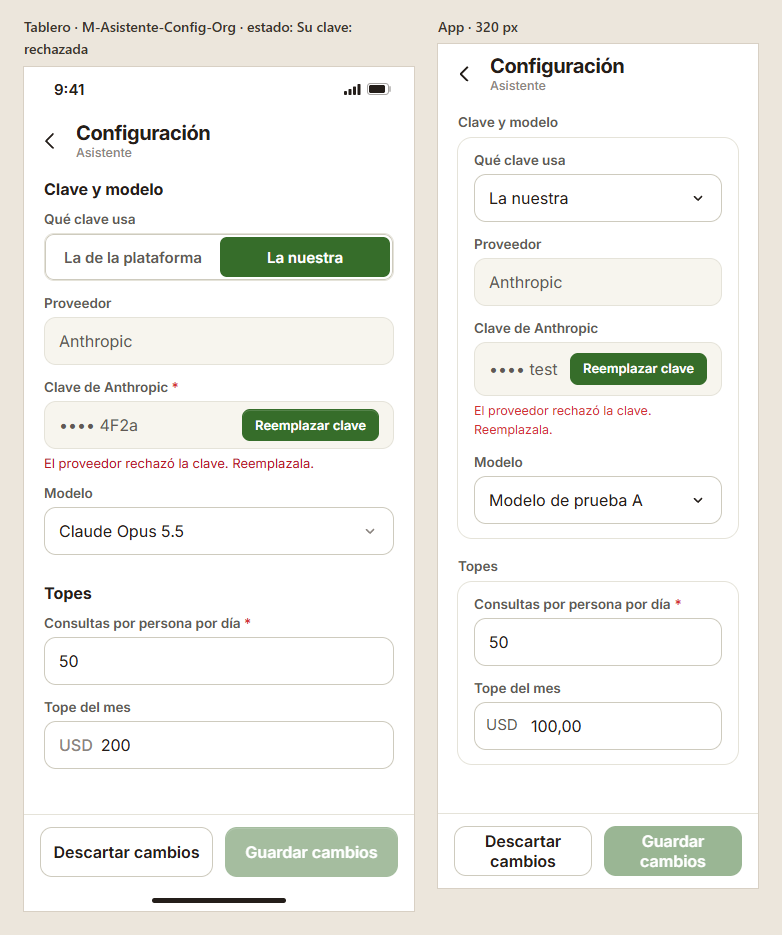 Tablero · M-Asistente-Config-Org · estado: Su clave:
rechazada
9:41
Configuración
Asistente
Clave y modelo
Qué clave usa
La de la plataforma
La nuestra
Proveedor
Anthropic
Clave de Anthropic *
•••• 4F2a
Remplazar clave
El proveedor rechazó la clave. Reemplazala.
Modelo
Claude Opus 5.5
Topes
Consultas por persona por día *
50
Tope del mes
USD 200
Descartar cambios
Guardar cambios
App · 320 px
Configuración
Asistente
Clave y modelo
Qué clave usa
La nuestra
Proveedor
Anthropic
Clave de Anthropic
•••• test
Remplazar clave
El proveedor rechazó la clave.
Reemplazala.
Modelo
Modelo de prueba A
Topes
Consultas por persona por día *
50
Tope del mes
USD 100,00
Descartar
cambios
Guardar
cambios